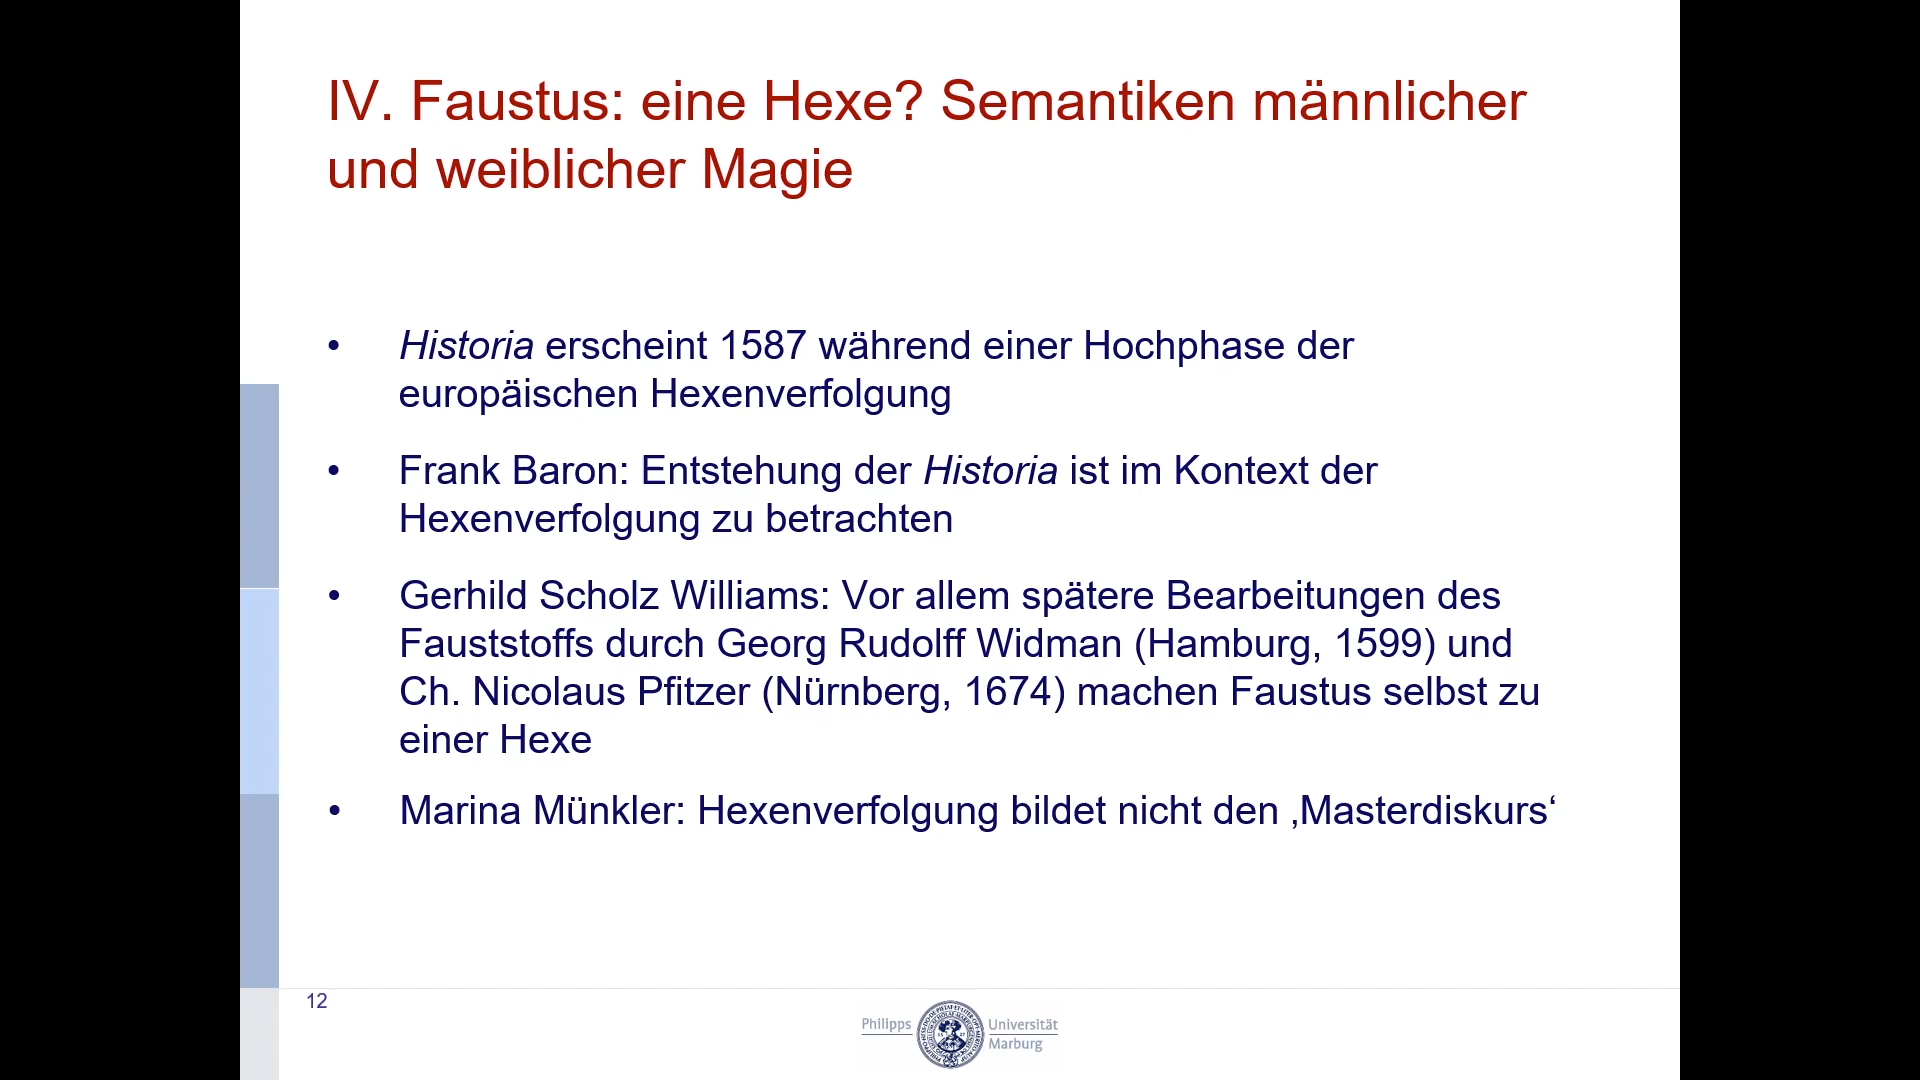 IV. Faustus: eine Hexe? Semantiken männlicher
und weiblicher Magie
• Historia erscheint 1587 während einer Hochphase der
europäischen Hexenverfolgung
• Frank Baron: Entstehung der Historia ist im Kontext der
Hexenverfolgung zu betrachten
• Gerhild Scholz Williams: Vor allem spätere Bearbeitungen des
Fauststoffs durch Georg Rudolff Widman (Hamburg, 1599) und
Ch. Nicolaus Pfitzer (Nürnberg, 1674) machen Faustus selbst zu
einer Hexe
• Marina Münkler: Hexenverfolgung bildet nicht den ‚Masterdiskurs‘
12
Philipps Universität
Marburg